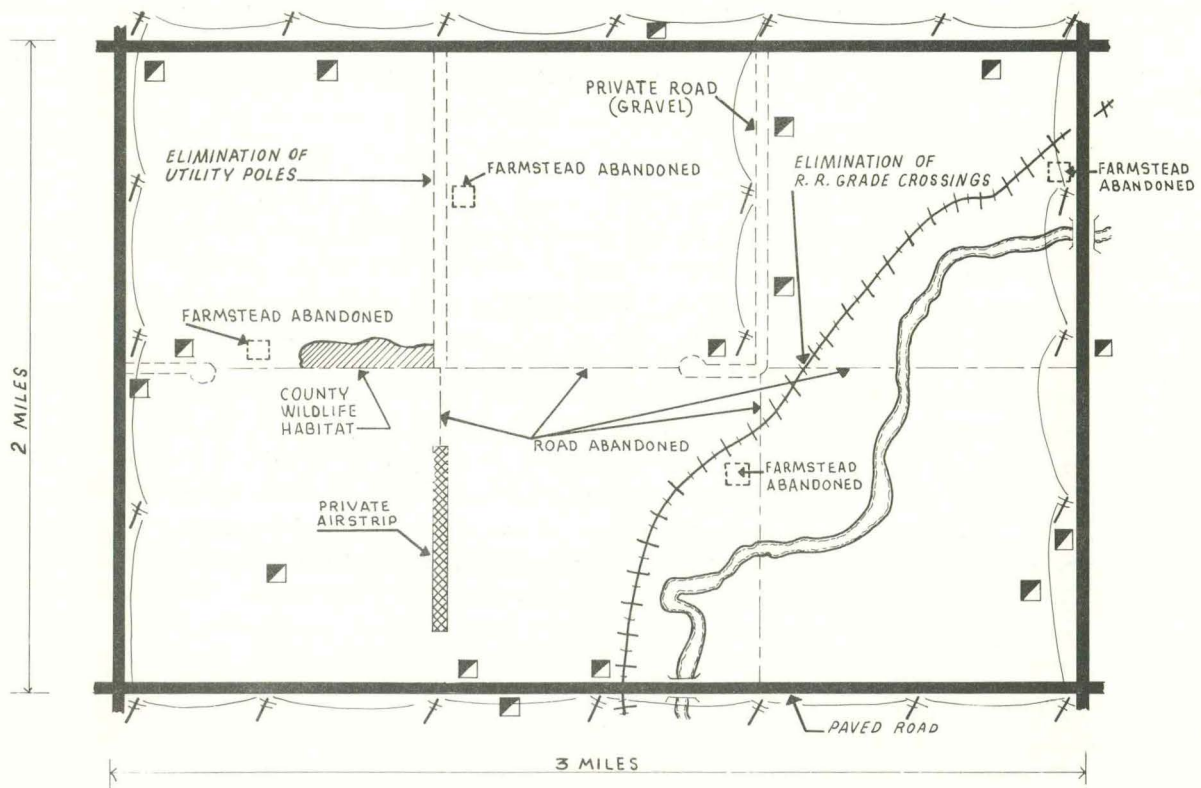 PRIVATE ROAD
(GRAVEL)
ELIMINATION OF
UTILITY POLES
FARMSTEAD ABANDONED
ELIMINATION OF
R.R. GRADE CROSSINGS
FARMSTEAD
ABANDONED
FARMSTEAD ABANDONED
2 MILES
COUNTY
WILDLIFE
HABITAT
ROAD ABANDONED
FARMSTEAD
ABANDONED
PRIVATE
AIRSTRIP
PAVED ROAD
3 MILES